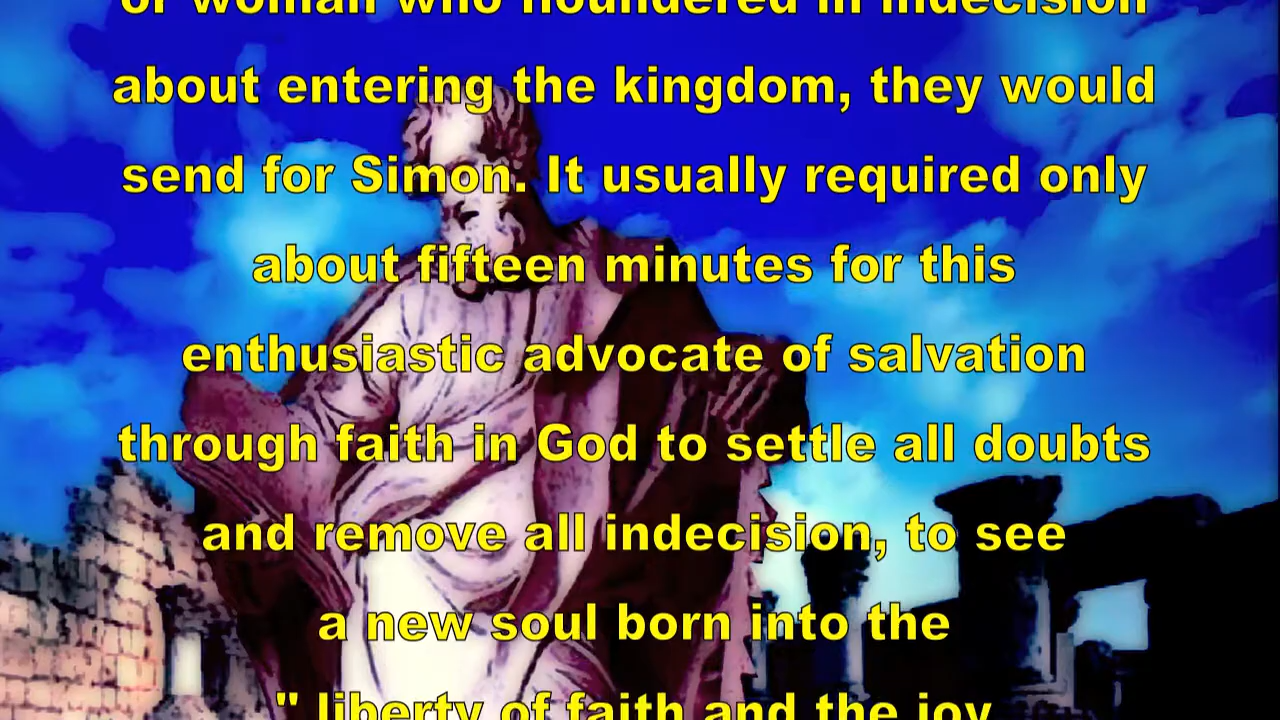 or woman who floundered in indecision
about entering the kingdom, they would
send for Simon. It usually required only
about fifteen minutes for this
enthusiastic advocate of salvation
through faith in God to settle all doubts
and remove all indecision, to see
a new soul born into the
" liberty of faith and the joy